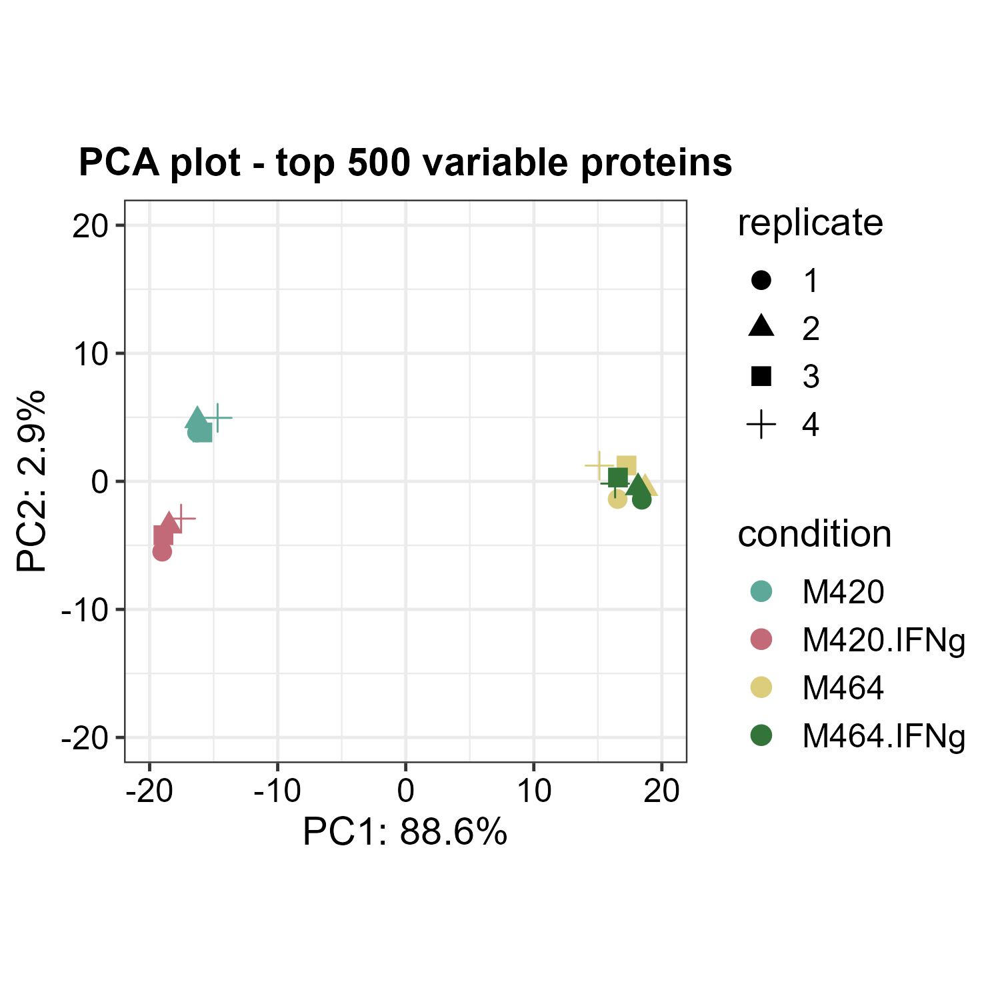 PCA plot - top 500 variable proteins
20
10
0
-10
-20
PC2: 2.9%
-20 -10 0 10 20
PC1: 88.6%
replicate
1
2
3
4
condition
M420
M420.IFNg
M464
M464.IFNg